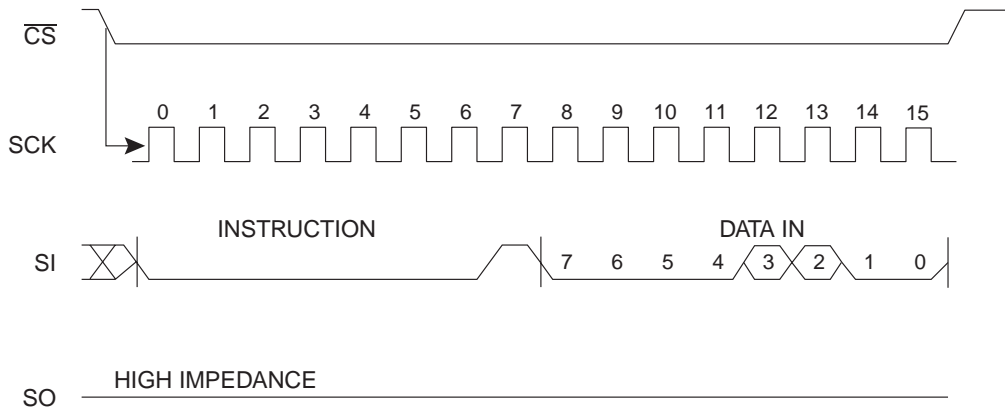 CS
0 1 2 3 4 5 6 7 8 9 10 11 12 13 14 15
SCK
INSTRUCTION DATA IN
SI 7 6 5 4 3 2 1 0
HIGH IMPEDANCE
SO